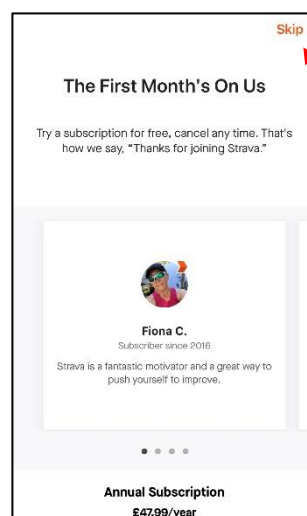 Skip
The First Month's On Us
Try a subscription for free, cancel any time. That's
how we say, “Thanks for joining Strava.”
Fiona C.
Subscriber since 2016
Strava is a fantastic motivator and a great way to
push yourself to improve.
Annual Subscription
£47.99/year